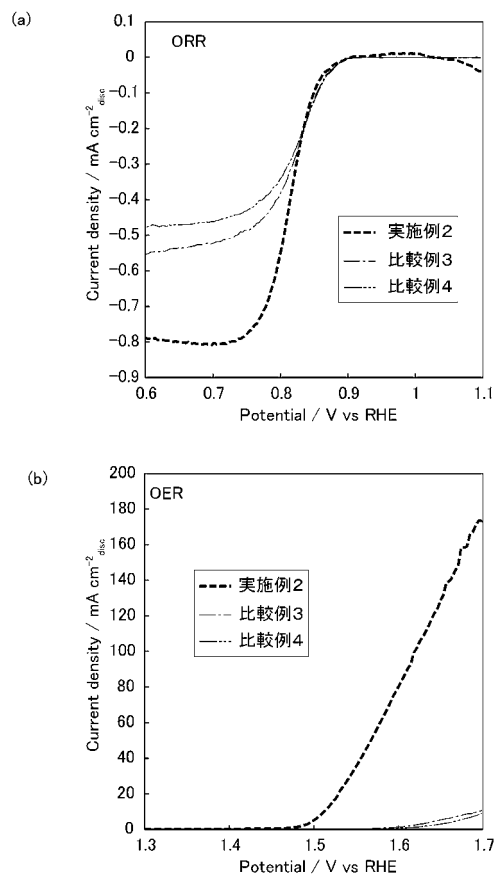 (a)
ORR
0
-0.1
-0.2
-0.3
-0.4
-0.5
-0.6
-0.7
-0.8
-0.9
Current density / mA cm⁻²disc
実施例2
比較例3
比較例4
0.6 0.7 0.8 0.9 1 1.1
Potential / V vs RHE
(b)
OER
200
180
160
140
120
100
80
60
40
20
0
Current density / mA cm⁻²disc
実施例2
比較例3
比較例4
1.3 1.4 1.5 1.6 1.7
Potential / V vs RHE